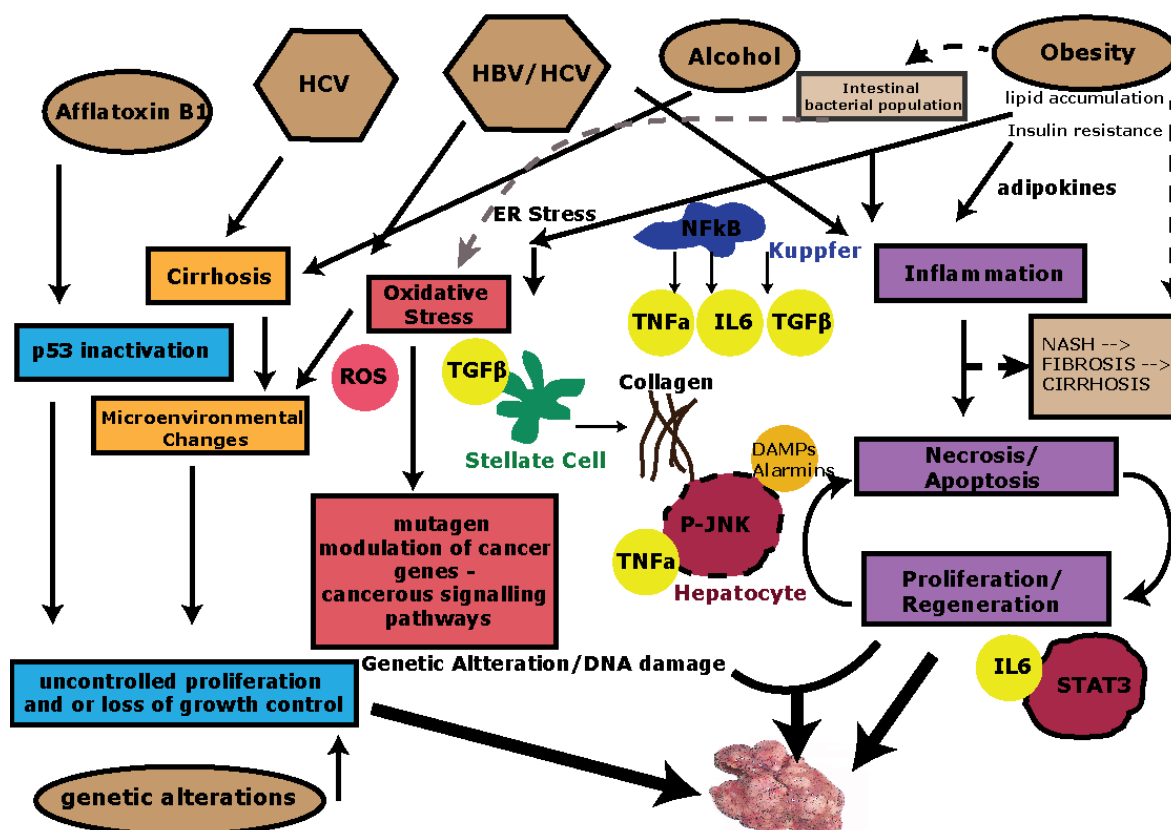 Afflatoxin B1
HCV
HBV/HCV
Alcohol
Obesity
Intestinal
bacterial population
lipid accumulation
Insulin resistance
adipokines
ER Stress
NFkB
Kuppfer
TNFa
IL6
TGFβ
Cirrhosis
Oxidative
Stress
Inflammation
p53 inactivation
ROS
TGFβ
Collagen
NASH -->
FIBROSIS -->
CIRRHOSIS
Microenvironmental
Changes
Stellate Cell
DAMPs
Alarmins
Necrosis/
Apoptosis
mutagen
modulation of cancer
genes -
cancerous signalling
pathways
P-JNK
TNFa
Hepatocyte
Proliferation/
Regeneration
Genetic Altteration/DNA damage
IL6
STAT3
uncontrolled proliferation
and or loss of growth control
genetic alterations